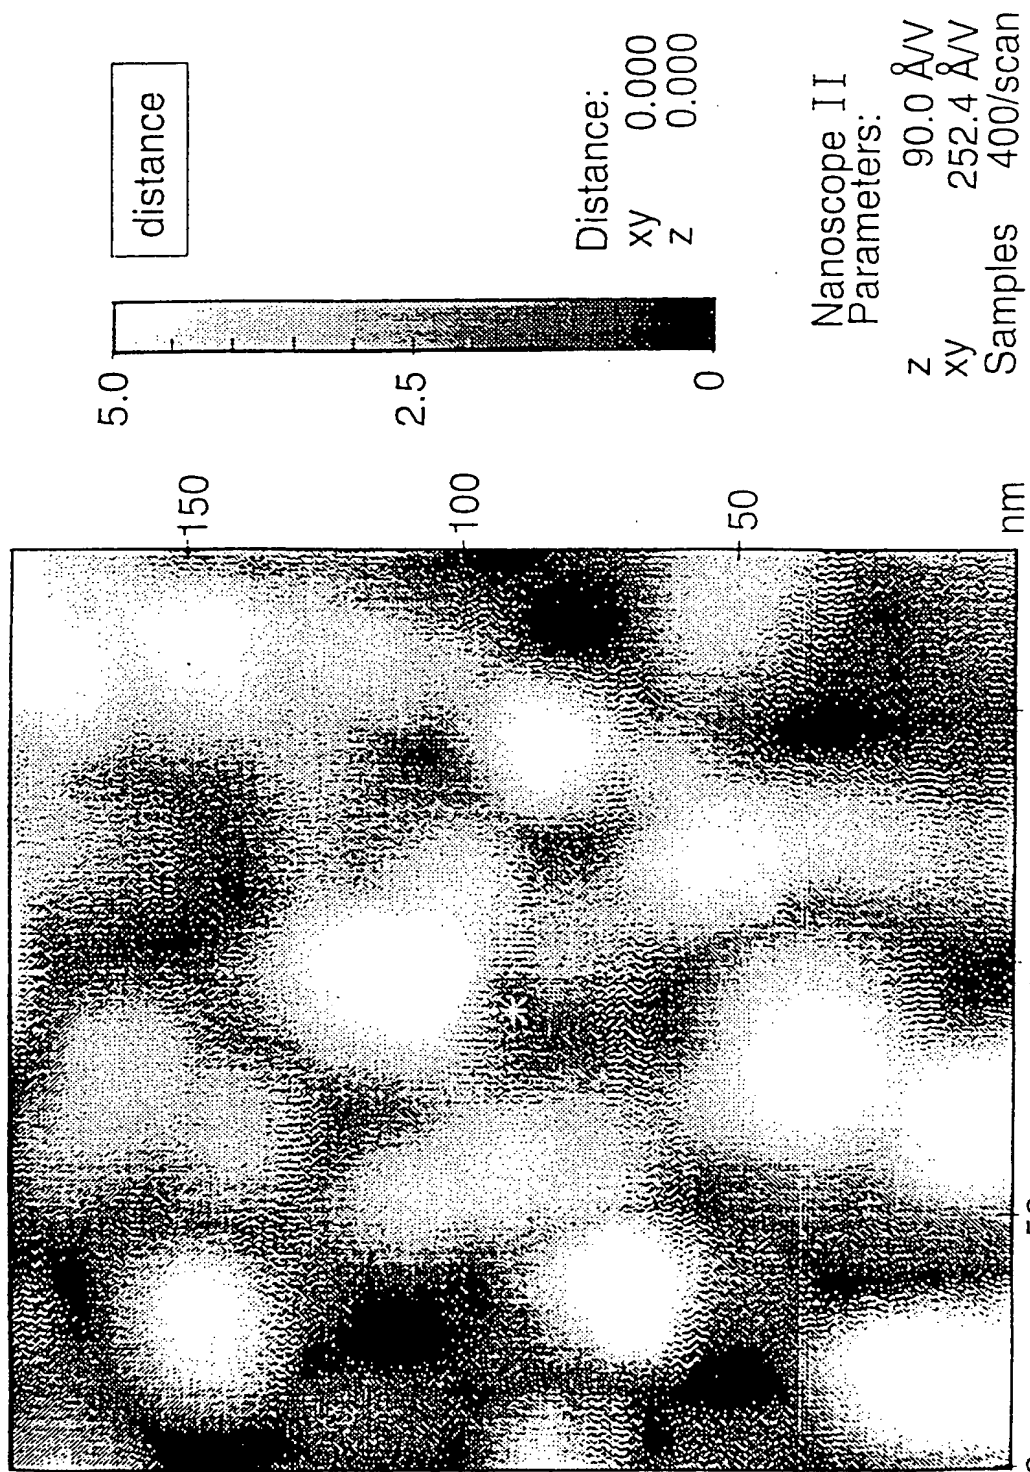 distance
5.0
2.5
0
Distance:
xy 0.000
z 0.000
Nanoscope II
Parameters:
z 90.0 Å/V
xy 252.4 Å/V
Samples 400/scan
150
100
50
nm